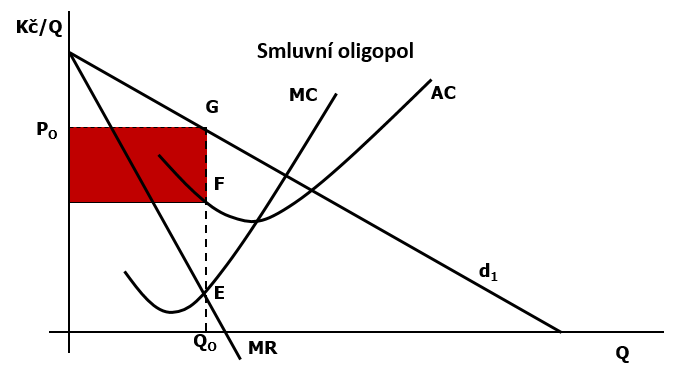 Kč/Q
Smluvní oligopol
MC
AC
G
P₀
F
d₁
E
Q₀
MR
Q